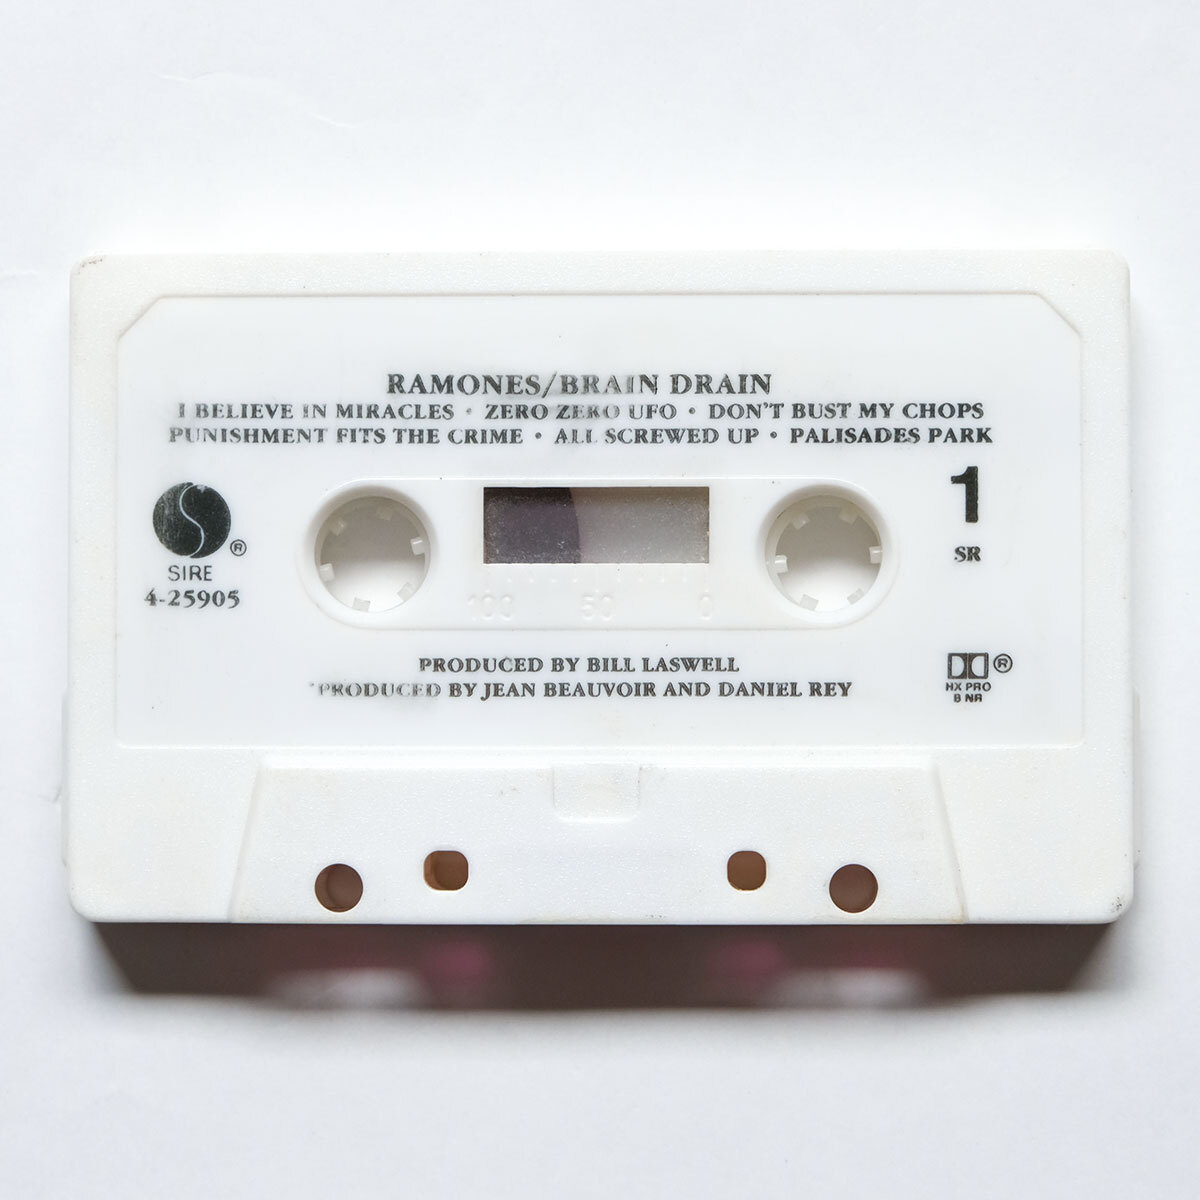 RAMONES/BRAIN DRAIN
I BELIEVE IN MIRACLES • ZERO ZERO UFO • DON'T BUST MY CHOPS
PUNISHMENT FITS THE CRIME • ALL SCREWED UP • PALISADES PARK
1
SR
®
SIRE
4-25905
100 50 0
PRODUCED BY BILL LASWELL
*PRODUCED BY JEAN BEAUVOIR AND DANIEL REY
®
HX PRO
B NR